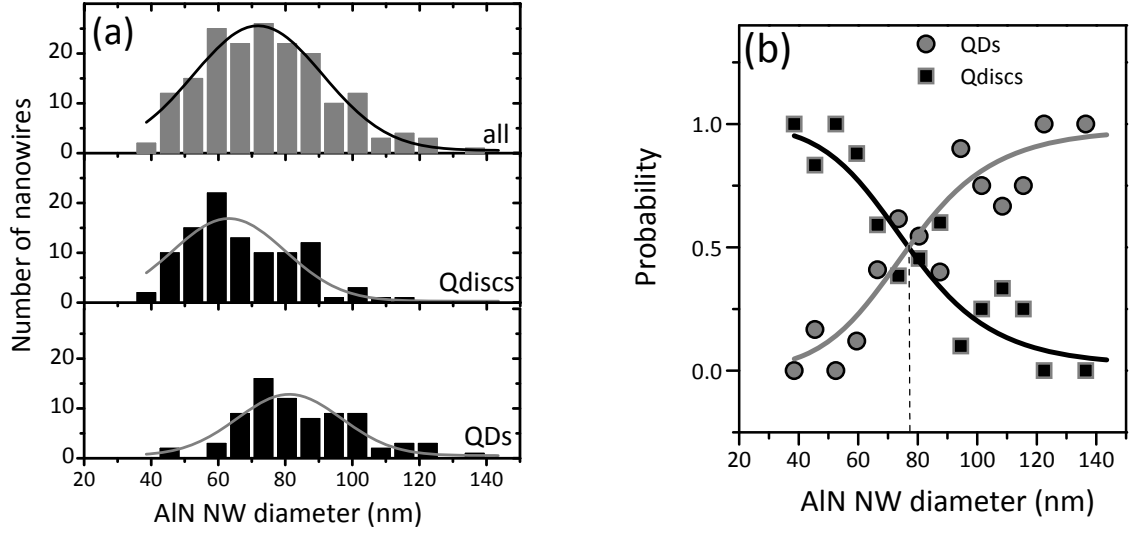 (a)
Number of nanowires
20
10
0
all
20
10
0
Qdiscs
20
10
0
QDs
20 40 60 80 100 120 140
AlN NW diameter (nm)
(b)
QDs
Qdiscs
Probability
1.0
0.5
0.0
20 40 60 80 100 120 140
AlN NW diameter (nm)